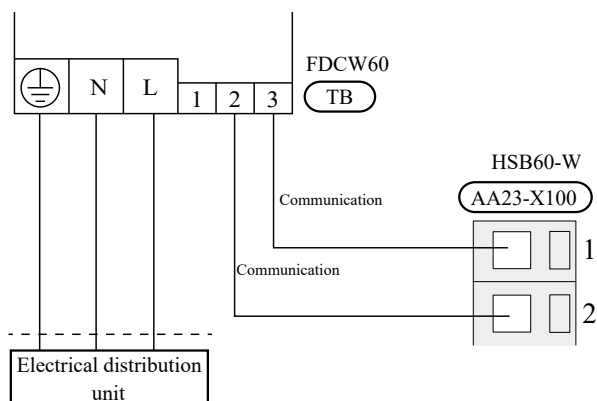 FDCW60
TB
N L 1 2 3
HSB60-W
AA23-X100
Communication
1
Communication
2
Electrical distribution
unit